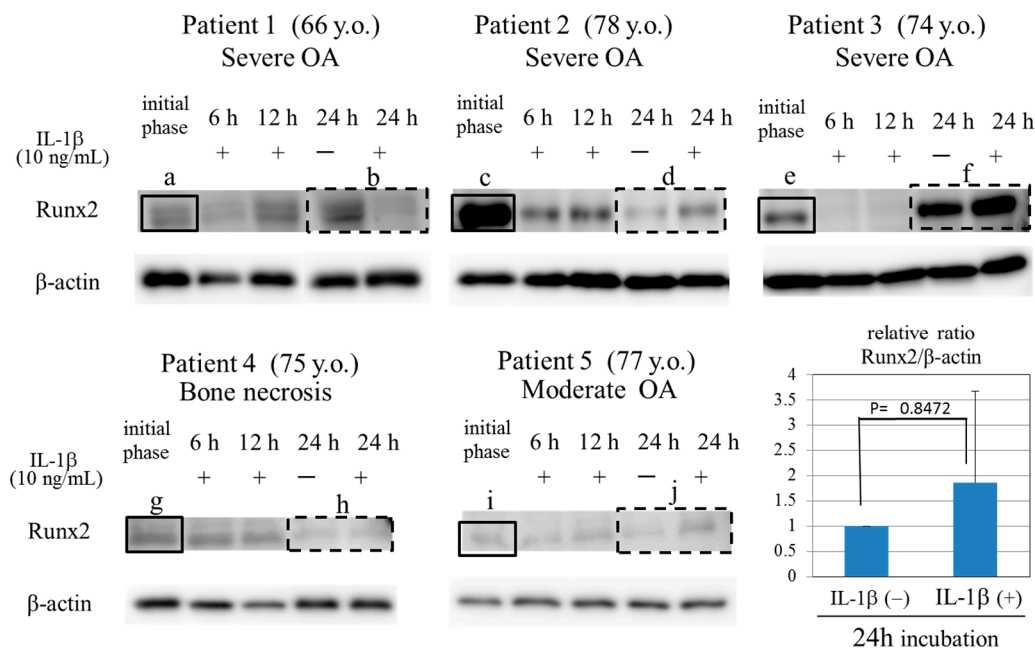 Patient 1 (66 y.o.)
Severe OA
Patient 2 (78 y.o.)
Severe OA
Patient 3 (74 y.o.)
Severe OA
IL-1β
(10 ng/mL)
initial
phase
6 h 12 h 24 h 24 h
+ + − +
initial
phase
6 h 12 h 24 h 24 h
+ + − +
initial
phase
6 h 12 h 24 h 24 h
+ + − +
a b
c d
e f
Runx2
β-actin
Patient 4 (75 y.o.)
Bone necrosis
Patient 5 (77 y.o.)
Moderate OA
IL-1β
(10 ng/mL)
initial
phase
6 h 12 h 24 h 24 h
+ + − +
initial
phase
6 h 12 h 24 h 24 h
+ + − +
g h
i j
Runx2
β-actin
relative ratio
Runx2/β-actin
4
3.5
3
2.5
2
1.5
1
0.5
0
P= 0.8472
IL-1β (−) IL-1β (+)
24h incubation